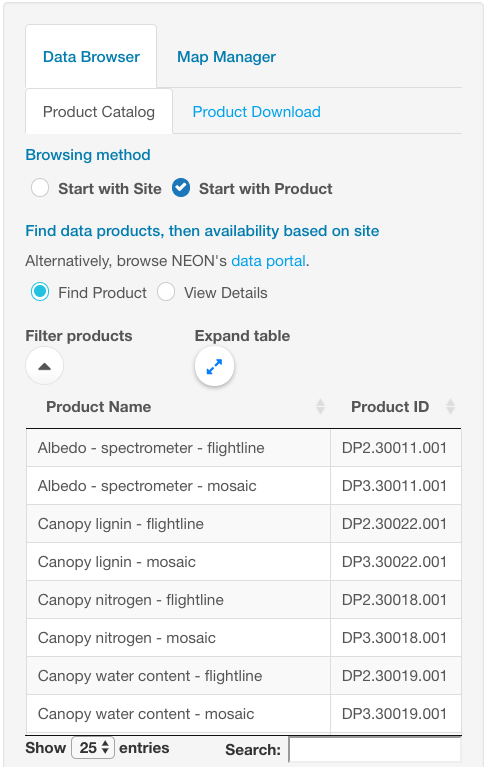 Data Browser Map Manager
Product Catalog Product Download
Browsing method
Start with Site Start with Product
Find data products, then availability based on site
Alternatively, browse NEON's data portal.
Find Product View Details
Filter products Expand table
Product Name Product ID
Albedo - spectrometer - flightline DP2.30011.001
Albedo - spectrometer - mosaic DP3.30011.001
Canopy lignin - flightline DP2.30022.001
Canopy lignin - mosaic DP3.30022.001
Canopy nitrogen - flightline DP2.30018.001
Canopy nitrogen - mosaic DP3.30018.001
Canopy water content - flightline DP2.30019.001
Canopy water content - mosaic DP3.30019.001
Show 25 entries Search: